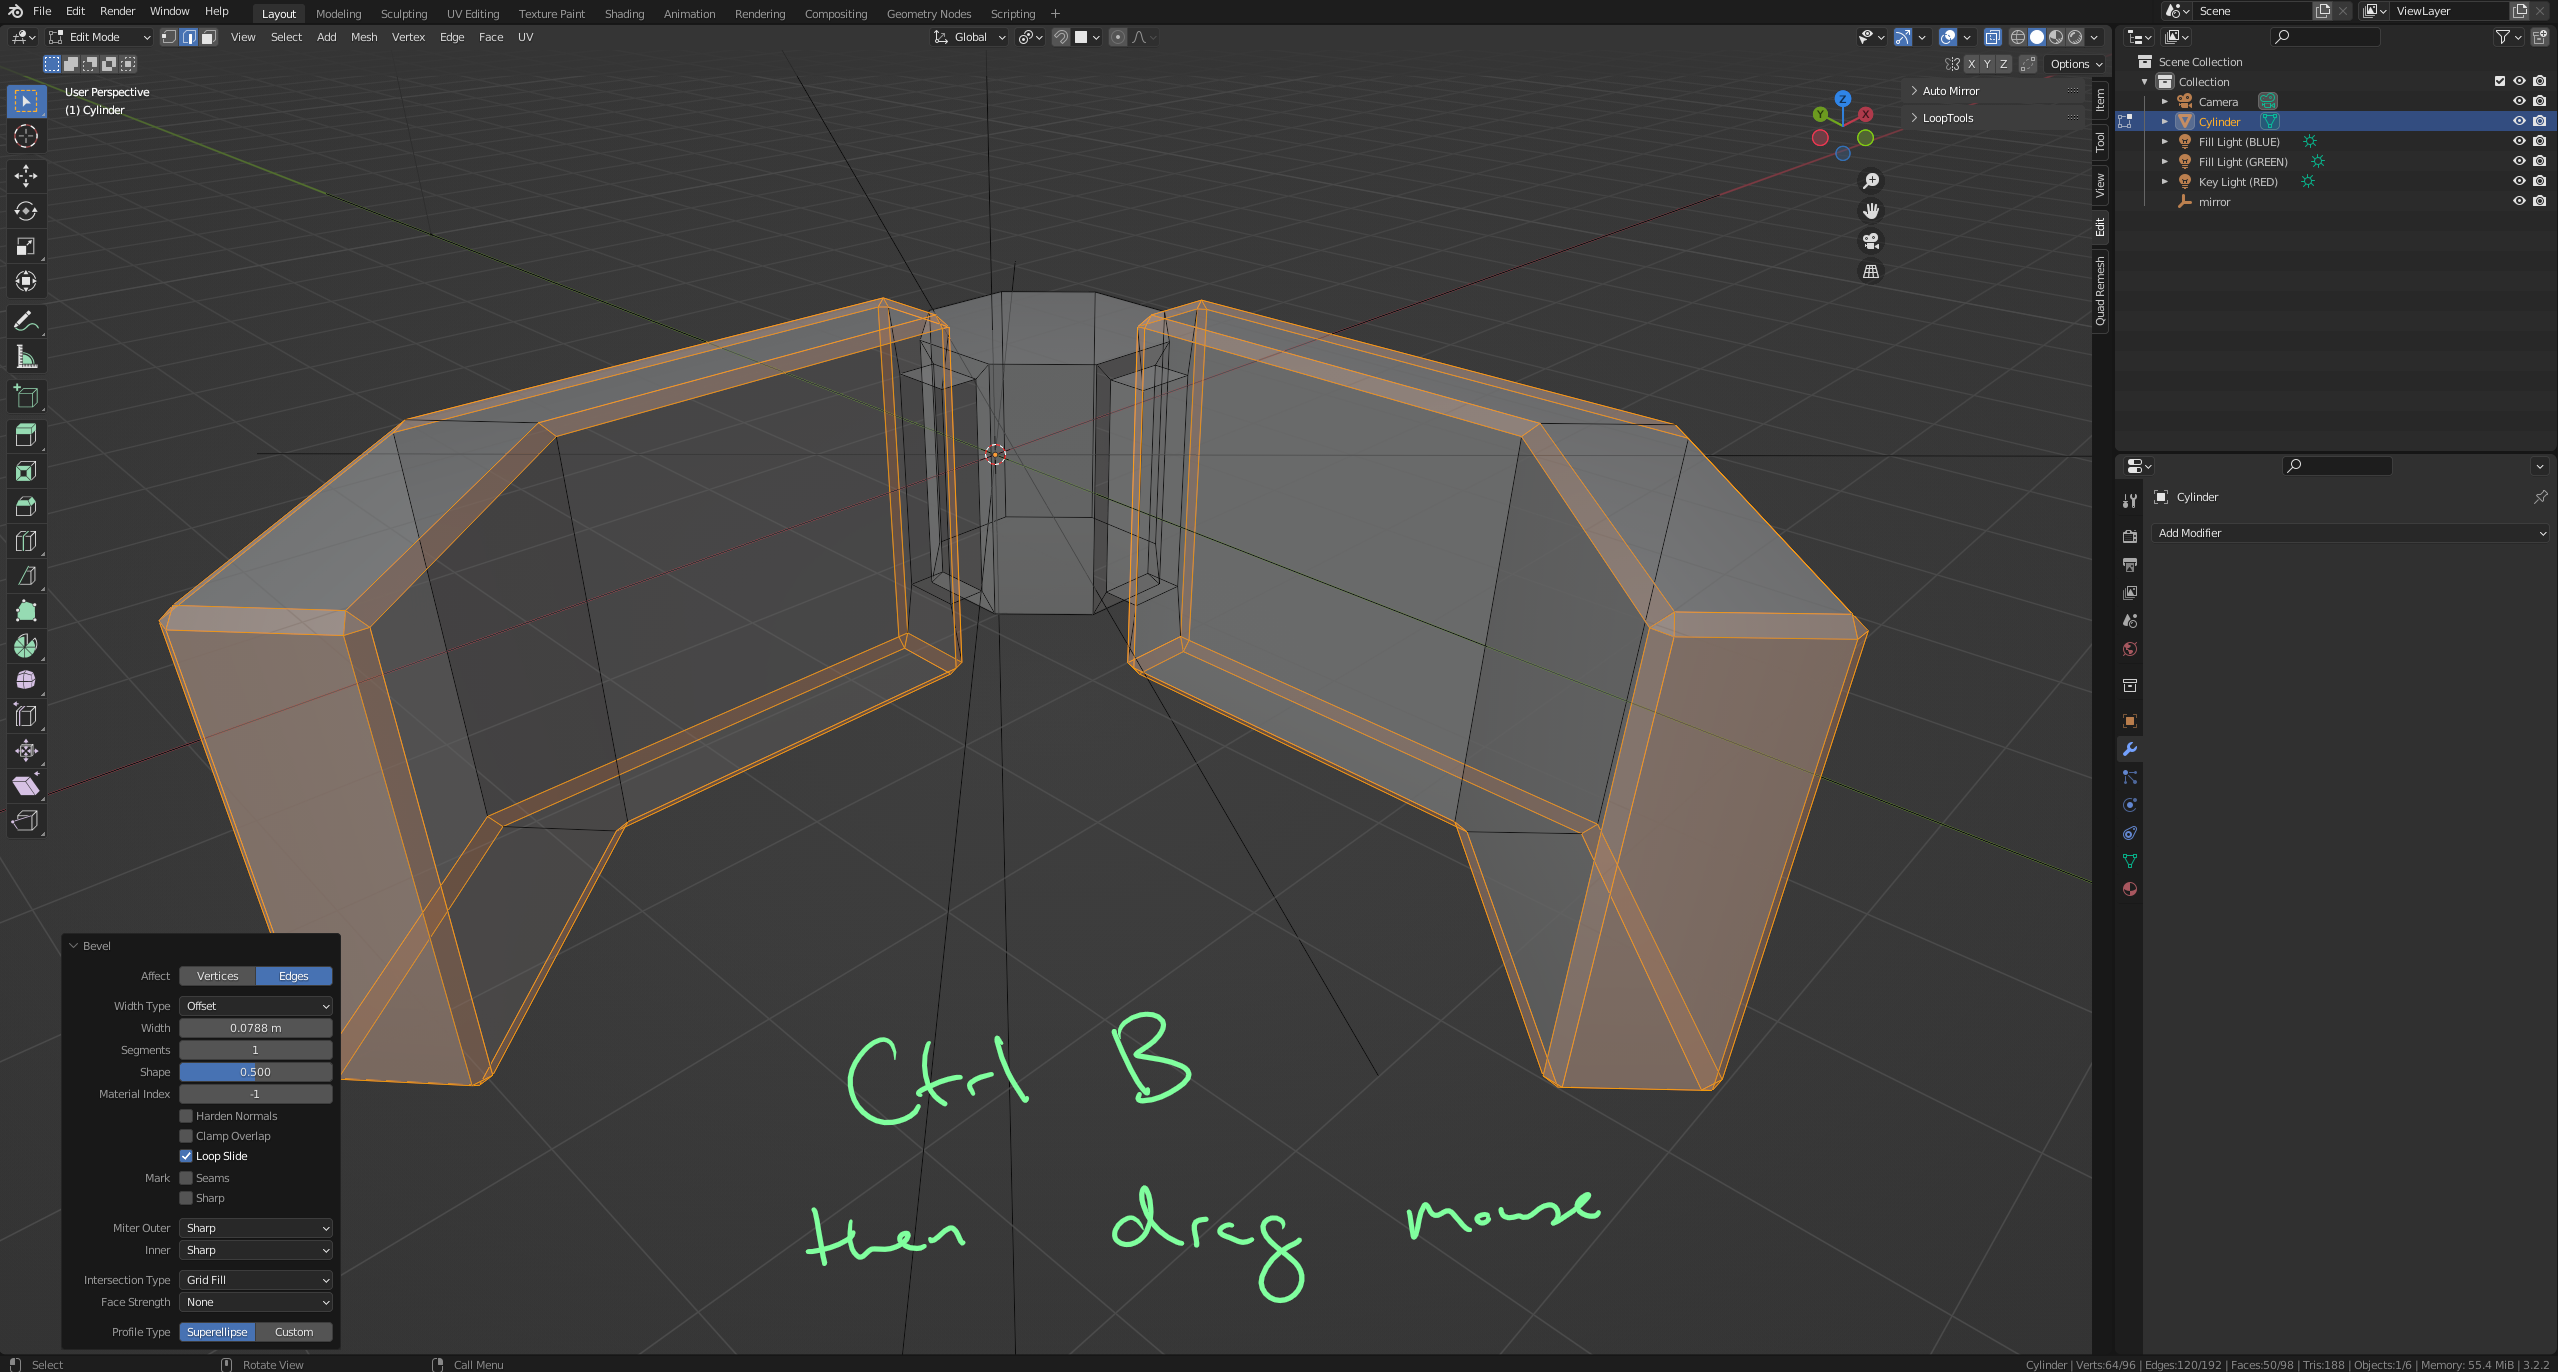 File Edit Render Window Help Layout Modeling Sculpting UV Editing Texture Paint Shading Animation Rendering Compositing Geometry Nodes Scripting + Scene ViewLayer
Edit Mode View Select Add Mesh Vertex Edge Face UV Global
X Y Z Options
User Perspective
(1) Cylinder
Auto Mirror
LoopTools
Z
Y
X
Item
Tool
View
Edit
Quad Remesh
Scene Collection
Collection
Camera
Cylinder
Fill Light (BLUE)
Fill Light (GREEN)
Key Light (RED)
mirror
Cylinder
Add Modifier
Bevel
Affect Vertices Edges
Width Type Offset
Width 0.0788 m
Segments 1
Shape 0.500
Material Index -1
Harden Normals
Clamp Overlap
Loop Slide
Mark Seams
Sharp
Miter Outer Sharp
Inner Sharp
Intersection Type Grid Fill
Face Strength None
Profile Type Superellipse Custom
Ctrl B
then drag mouse
Select Rotate View Call Menu
Cylinder | Verts:64/96 | Edges:120/192 | Faces:50/98 | Tris:188 | Objects:1/6 | Memory: 55.4 MiB | 3.2.2